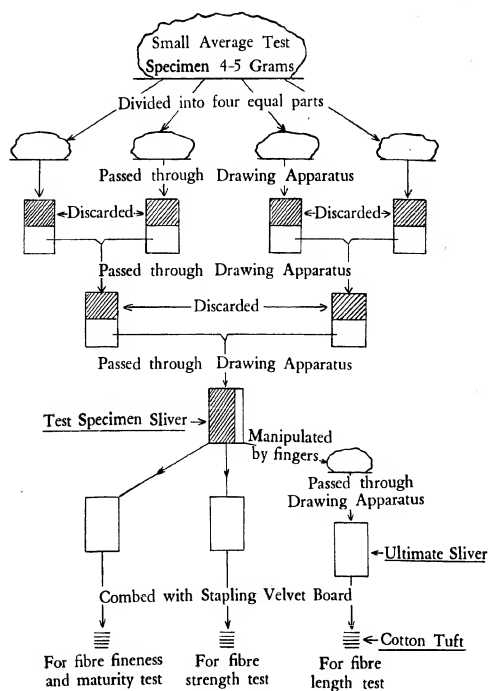 Small Average Test
Specimen 4-5 Grams
Divided into four equal parts
Passed through Drawing Apparatus
Discarded
Discarded
Passed through Drawing Apparatus
Discarded
Passed through Drawing Apparatus
Test Specimen Sliver
Manipulated
by fingers
Passed through
Drawing Apparatus
Ultimate Sliver
Combed with Stapling Velvet Board
Cotton Tuft
For fibre fineness
and maturity test
For fibre
strength test
For fibre
length test